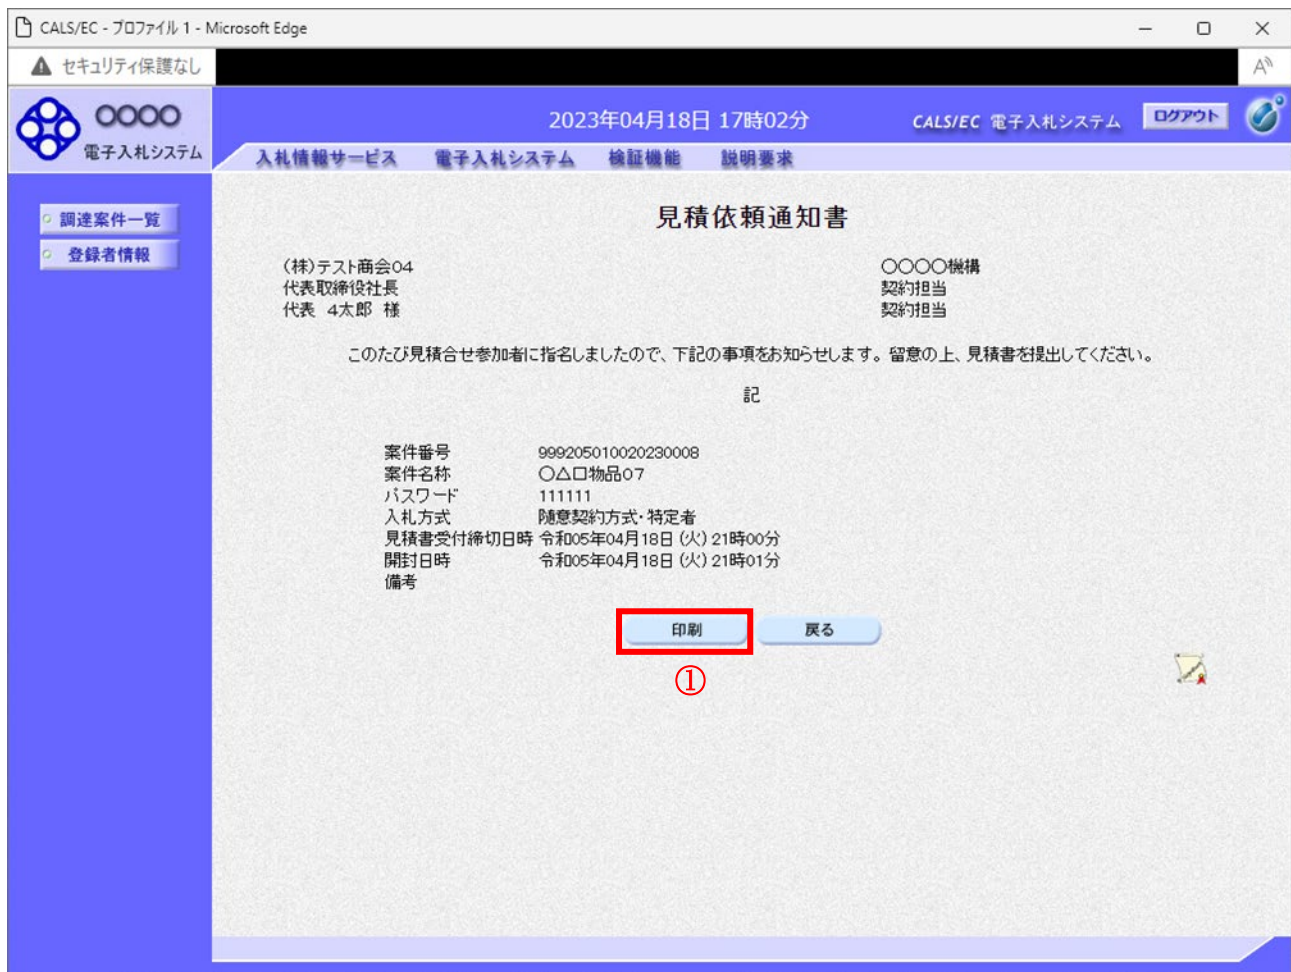 CALS/EC - プロファイル 1 - Microsoft Edge
セキュリティ保護なし
〇〇〇〇
電子入札システム
2023年04月18日 17時02分
CALS/EC 電子入札システム
ログアウト
入札情報サービス 電子入札システム 検証機能 説明要求
調達案件一覧
登録者情報
見積依頼通知書
(株)テスト商会04
代表取締役社長
代表 4太郎 様
〇〇〇〇機構
契約担当
契約担当
このたび見積合せ参加者に指名しましたので、下記の事項をお知らせします。留意の上、見積書を提出してください。
記
案件番号 999205010020230008
案件名称 〇△口物品07
パスワード 111111
入札方式 随意契約方式・特定者
見積書受付締切日時 令和05年04月18日 (火) 21時00分
開封日時 令和05年04月18日 (火) 21時01分
備考
印刷 戻る
①